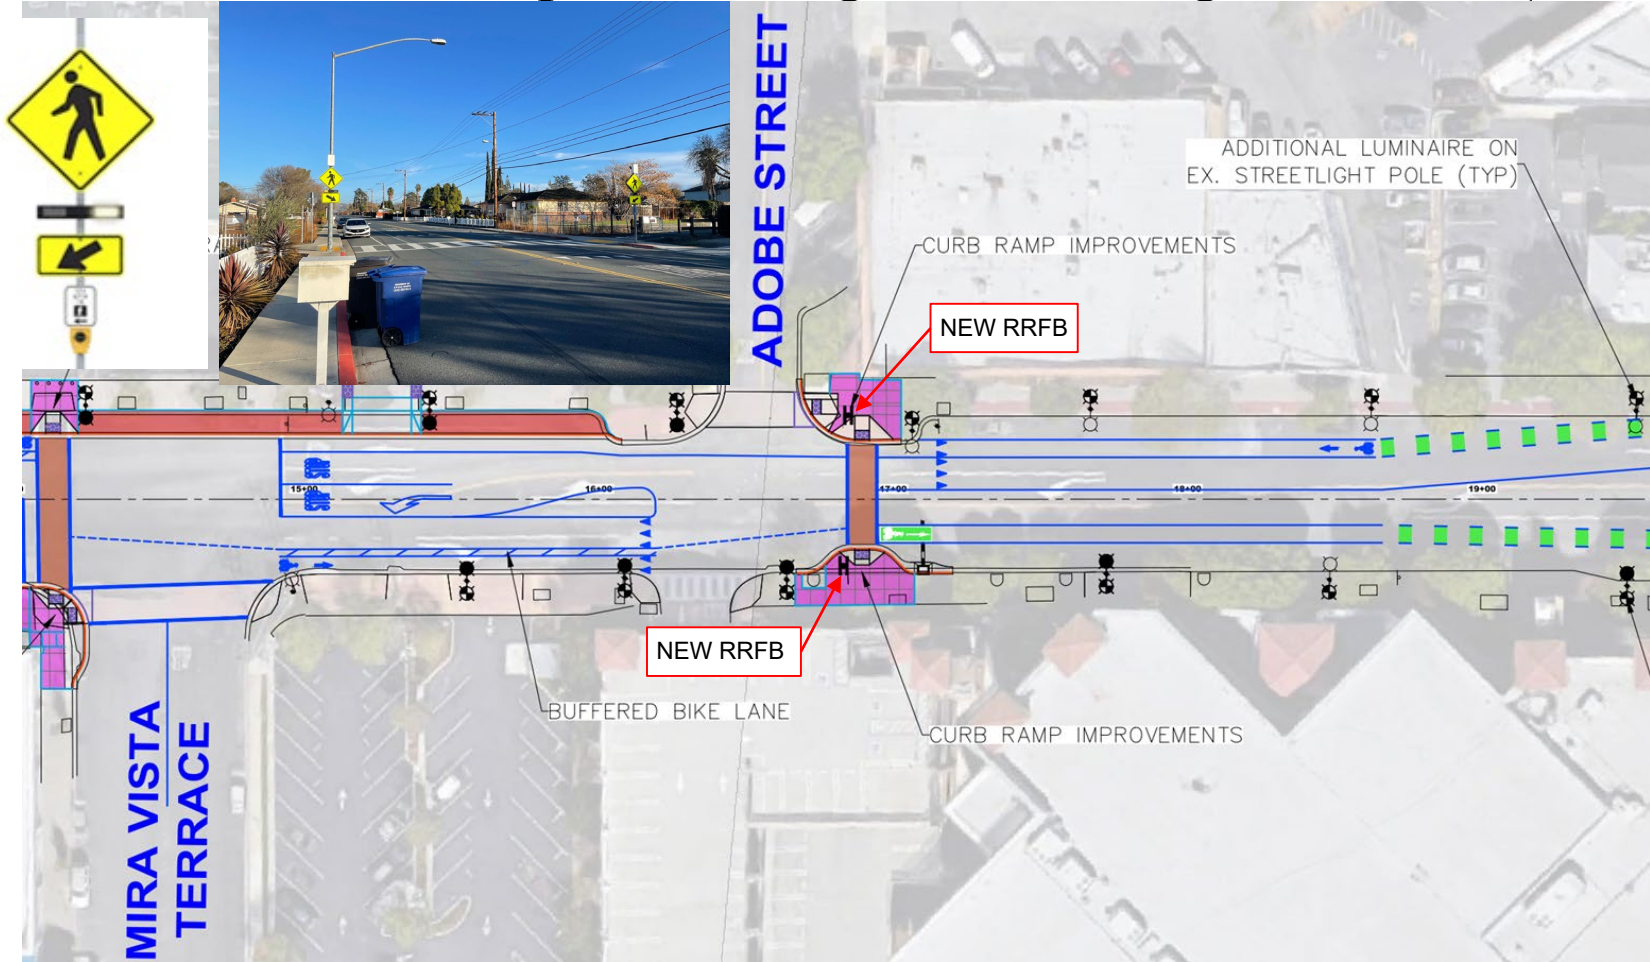 ADOBE STREET
ADDITIONAL LUMINAIRE ON
EX. STREETLIGHT POLE (TYP)
CURB RAMP IMPROVEMENTS
NEW RRFB
15+00
16+00
17+00
18+00
19+00
NEW RRFB
BUFFERED BIKE LANE
CURB RAMP IMPROVEMENTS
MIRA VISTA
TERRACE